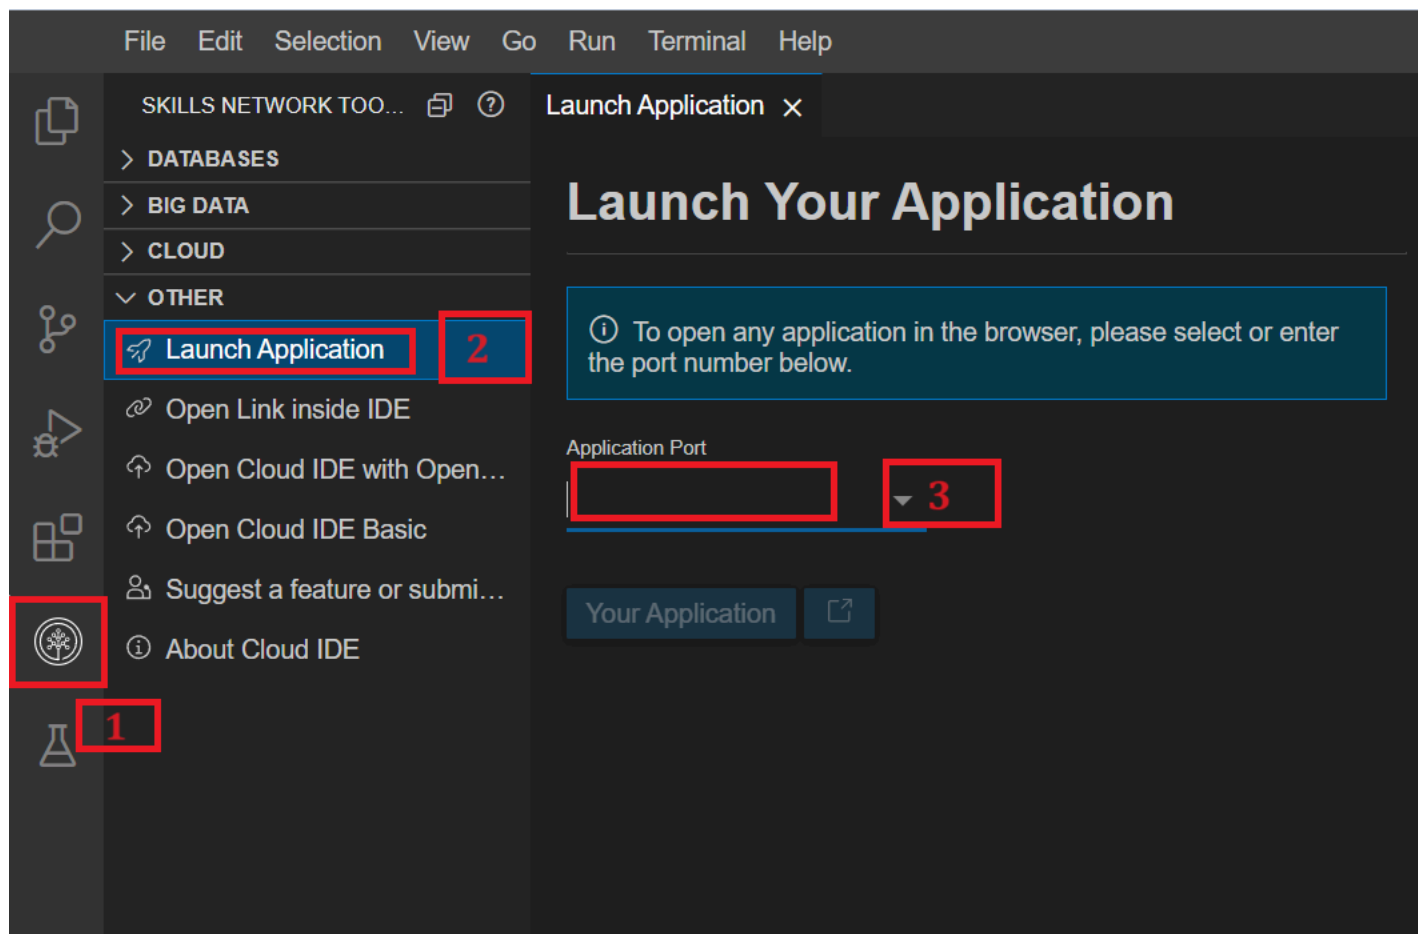 File Edit Selection View Go Run Terminal Help
SKILLS NETWORK TOO...
Launch Application
DATABASES
BIG DATA
CLOUD
OTHER
Launch Application
2
Open Link inside IDE
Open Cloud IDE with Open...
Open Cloud IDE Basic
Suggest a feature or submi...
About Cloud IDE
1
Launch Your Application
To open any application in the browser, please select or enter
the port number below.
Application Port
3
Your Application